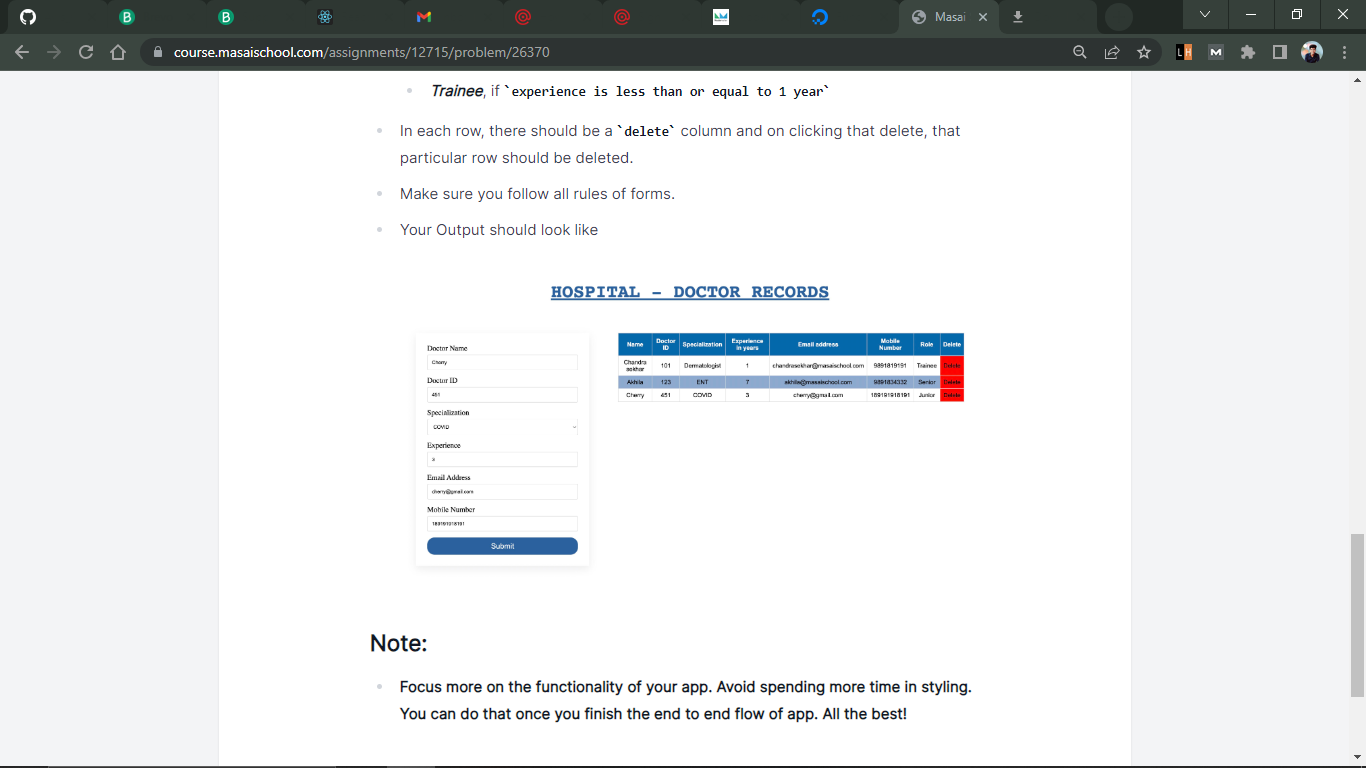 Masai
course.masaischool.com/assignments/12715/problem/26370
Trainee, if `experience is less than or equal to 1 year`
In each row, there should be a `delete` column and on clicking that delete, that
particular row should be deleted.
Make sure you follow all rules of forms.
Your Output should look like
HOSPITAL - DOCTOR RECORDS
Doctor Name
Cherry
Doctor ID
451
Specialization
COVID
Experience
3
Email Address
cherry@gmail.com
Mobile Number
189191918191
Submit
Name Doctor ID Specialization Experience in years Email address Mobile Number Role Delete
Chandra sekhar 101 Dermatologist 1 chandrasekhar@masaischool.com 9891819191 Trainee Delete
Akhila 123 ENT 7 akhila@masaischool.com 9891834332 Senior Delete
Cherry 451 COVID 3 cherry@gmail.com 189191918191 Junior Delete
Note:
Focus more on the functionality of your app. Avoid spending more time in styling.
You can do that once you finish the end to end flow of app. All the best!